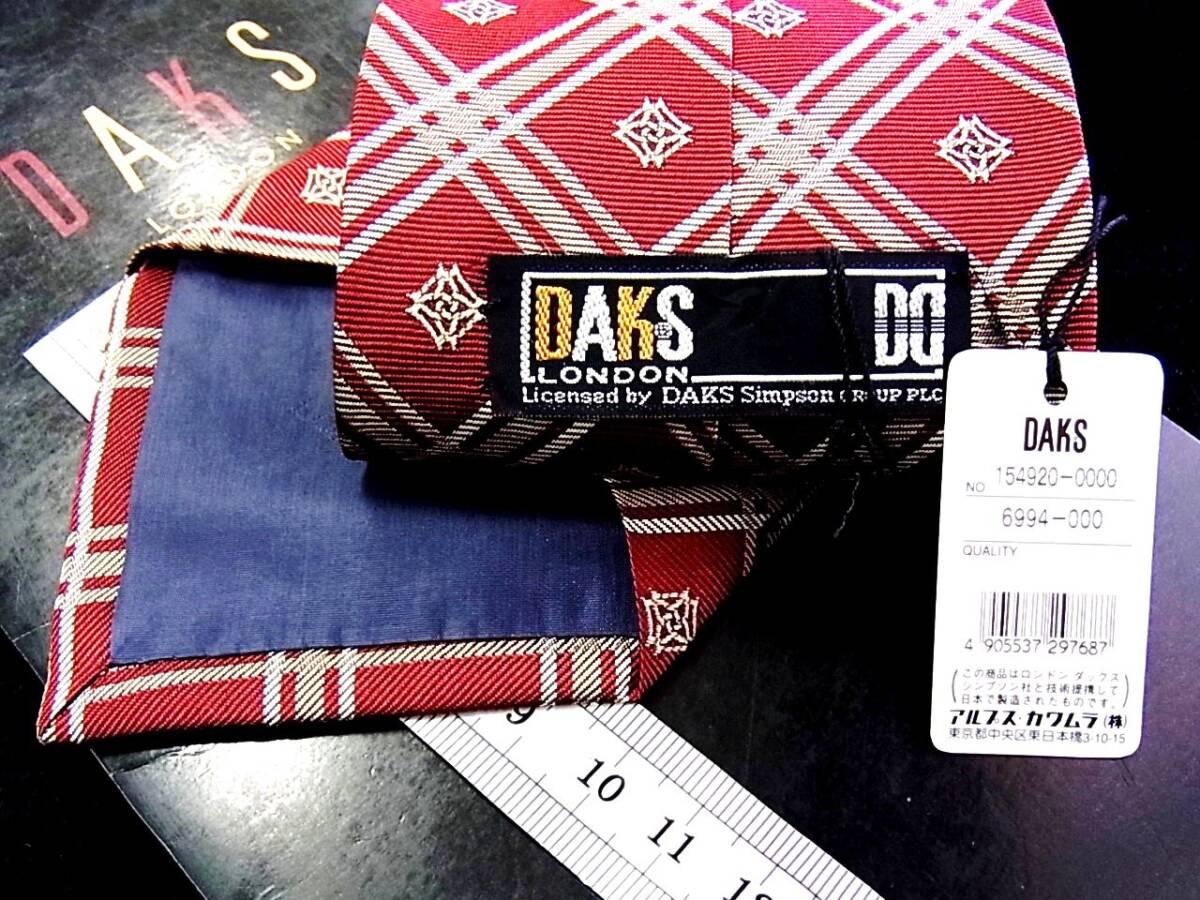 DAKS
LONDON
DAKS
LONDON
DD
Licensed by DAKS Simpson GROUP PLC
DAKS
NO 154920-0000
6994-000
QUALITY
4 905537 297687
(この商品はロンドン ダックス
シンプソン社と技術提携して
日本で製造されたものです。)
アルプス・カワムラ(株)
東京都中央区東日本橋3-10-15
9
10
11
12